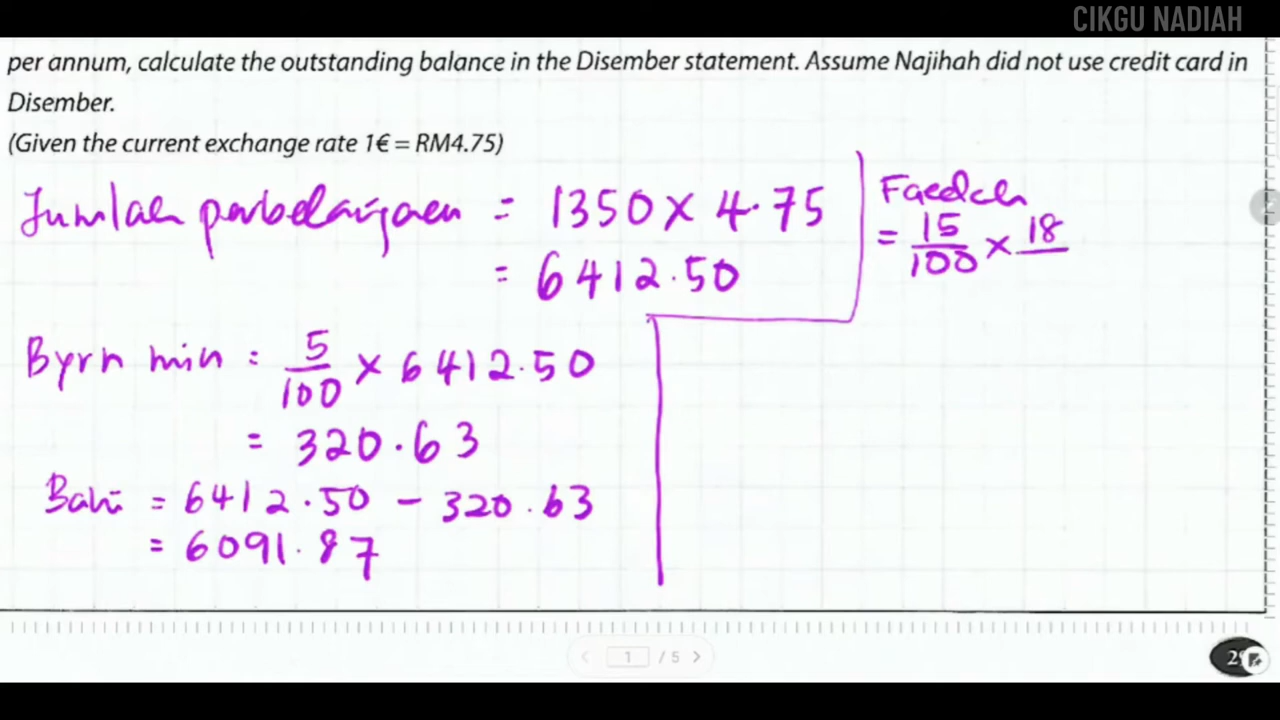 CIKGU NADIAH
per annum, calculate the outstanding balance in the Disember statement. Assume Najihah did not use credit card in
Disember.
(Given the current exchange rate 1€ = RM4.75)
Jumlah perbelanjaan = 1350 × 4.75
= 6412.50
Byrn min = 5/100 × 6412.50
= 320.63
Baki = 6412.50 - 320.63
= 6091.87
Faedah
= 15/100 × 18
1 / 5